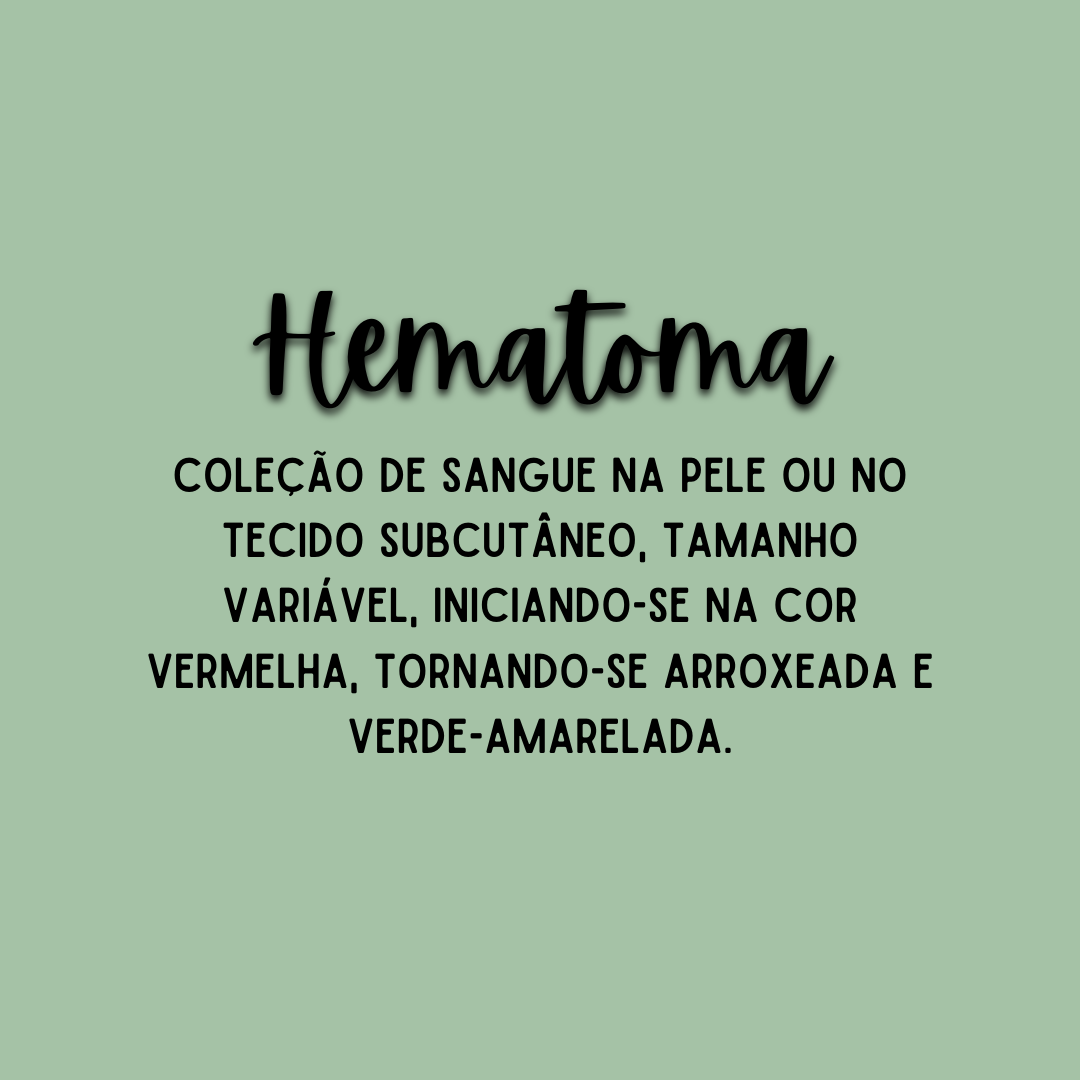 Hematoma
COLEÇÃO DE SANGUE NA PELE OU NO
TECIDO SUBCUTÂNEO, TAMANHO
VARIÁVEL, INICIANDO-SE NA COR
VERMELHA, TORNANDO-SE ARROXEADA E
VERDE-AMARELADA.